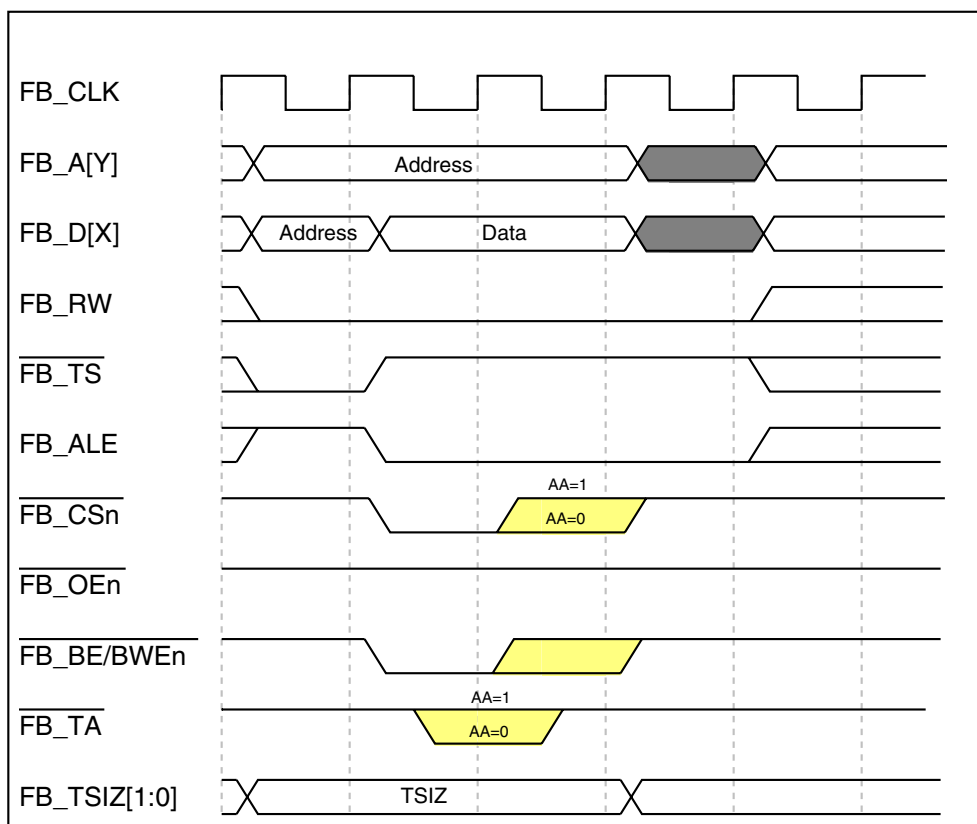 FB_CLK
FB_A[Y]
Address
FB_D[X]
Address
Data
FB_RW
FB_TS
FB_ALE
AA=1
FB_CSn
AA=0
FB_OEn
FB_BE/BWEn
AA=1
FB_TA
AA=0
FB_TSIZ[1:0]
TSIZ